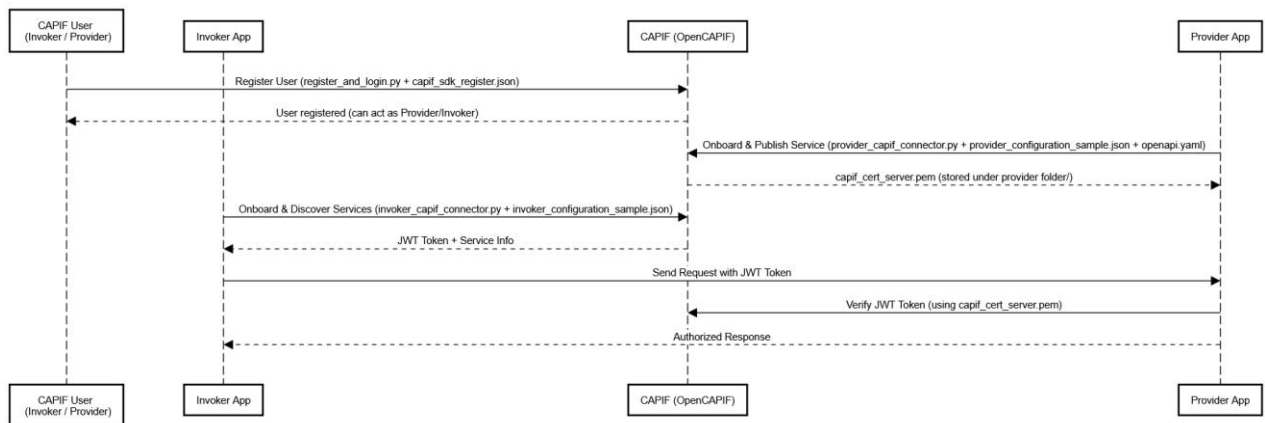 CAPIF User
(Invoker / Provider)
Invoker App
CAPIF (OpenCAPIF)
Provider App
Register User (register_and_login.py + capif_sdk_register.json)
User registered (can act as Provider/Invoker)
Onboard & Publish Service (provider_capif_connector.py + provider_configuration_sample.json + openapi.yaml)
capif_cert_server.pem (stored under provider folder/)
Onboard & Discover Services (invoker_capif_connector.py + invoker_configuration_sample.json)
JWT Token + Service Info
Send Request with JWT Token
Verify JWT Token (using capif_cert_server.pem)
Authorized Response
CAPIF User
(Invoker / Provider)
Invoker App
CAPIF (OpenCAPIF)
Provider App